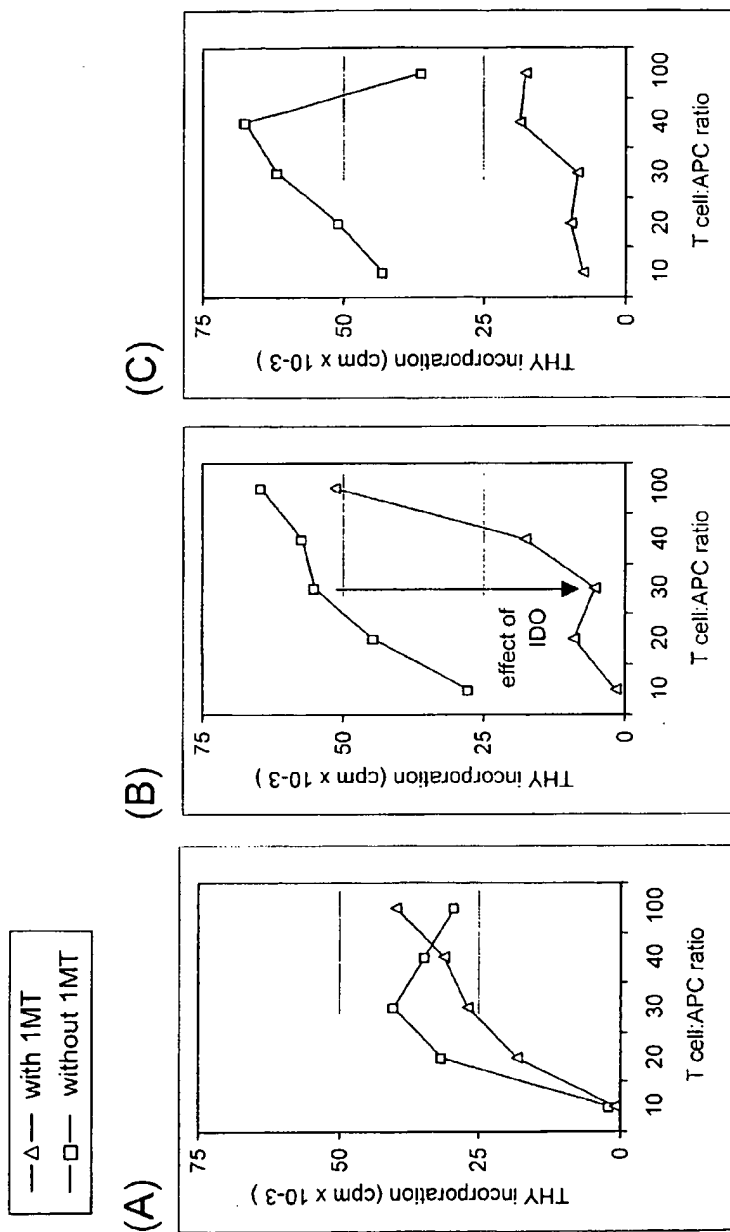 —△— with 1MT
—□— without 1MT
(A)
THY incorporation (cpm x 10-3 )
75
50
25
0
10 20 30 40 100
T cell:APC ratio
(B)
THY incorporation (cpm x 10-3 )
75
50
25
0
effect of
IDO
10 20 30 40 100
T cell:APC ratio
(C)
THY incorporation (cpm x 10-3 )
75
50
25
0
10 20 30 40 100
T cell:APC ratio